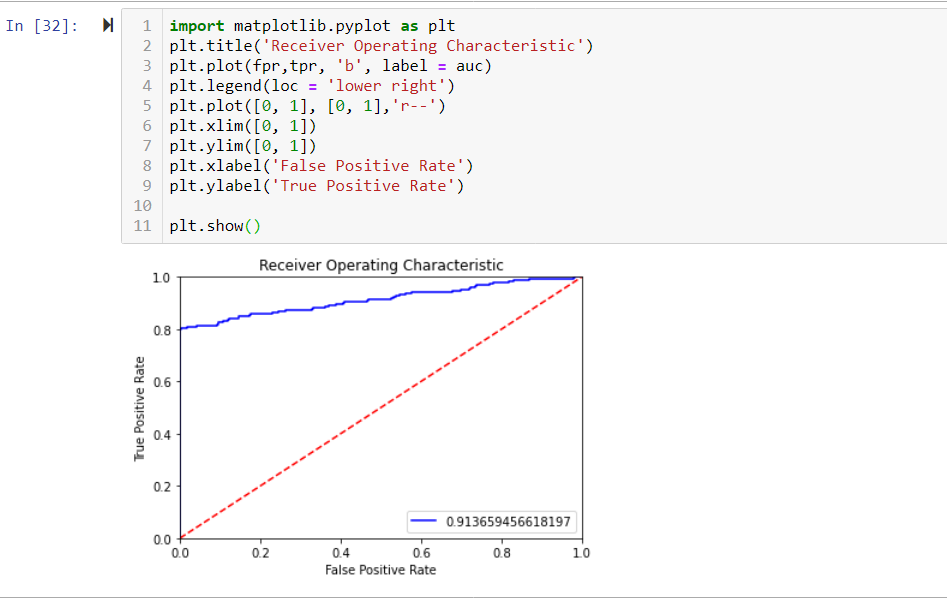 In [32]:
1 import matplotlib.pyplot as plt
2 plt.title('Receiver Operating Characteristic')
3 plt.plot(fpr,tpr, 'b', label = auc)
4 plt.legend(loc = 'lower right')
5 plt.plot([0, 1], [0, 1],'r--')
6 plt.xlim([0, 1])
7 plt.ylim([0, 1])
8 plt.xlabel('False Positive Rate')
9 plt.ylabel('True Positive Rate')
10
11 plt.show()
Receiver Operating Characteristic
1.0
0.8
0.6
0.4
0.2
0.0
True Positive Rate
0.913659456618197
0.0 0.2 0.4 0.6 0.8 1.0
False Positive Rate